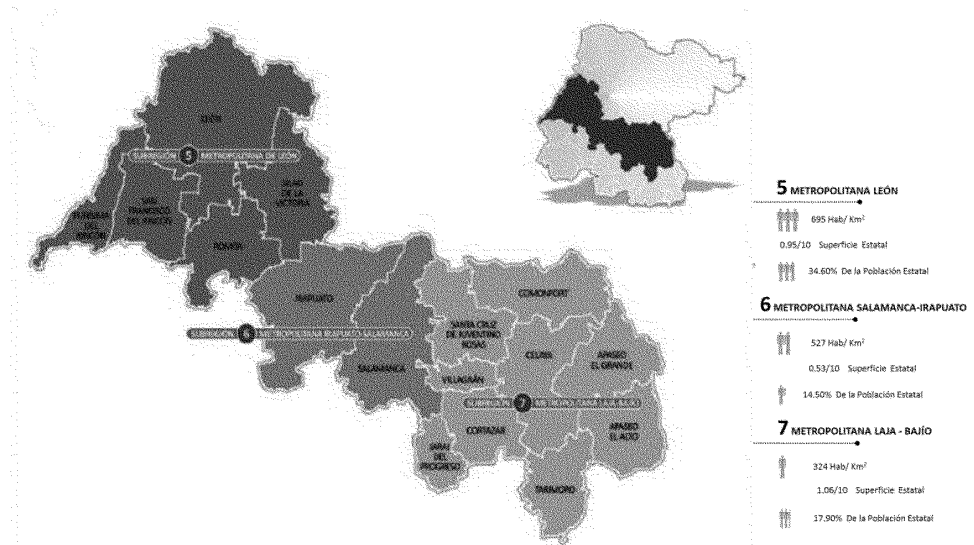 LEÓN
SUBREGIÓN 5 METROPOLITANA DE LEÓN
SILAO
DE LA
VICTORIA
SAN
FRANCISCO
DEL RINCÓN
PURÍSIMA
DEL
RINCÓN
ROMITA
IRAPUATO
SUBREGIÓN 6 METROPOLITANA IRAPUATO-SALAMANCA
SALAMANCA
COMONFORT
SANTA CRUZ
DE JUVENTINO
ROSAS
CELAYA
APASEO
EL GRANDE
VILLAGRÁN
SUBREGIÓN 7 METROPOLITANA LAJA-BAJÍO
CORTAZAR
APASEO
EL ALTO
JARAL
DEL
PROGRESO
TARIMORO
5 METROPOLITANA LEÓN
695 Hab/ Km²
0.95/10 Superficie Estatal
34.60% De la Población Estatal
6 METROPOLITANA SALAMANCA-IRAPUATO
527 Hab/ Km²
0.53/10 Superficie Estatal
14.50% De la Población Estatal
7 METROPOLITANA LAJA - BAJÍO
324 Hab/ Km²
1.06/10 Superficie Estatal
17.90% De la Población Estatal